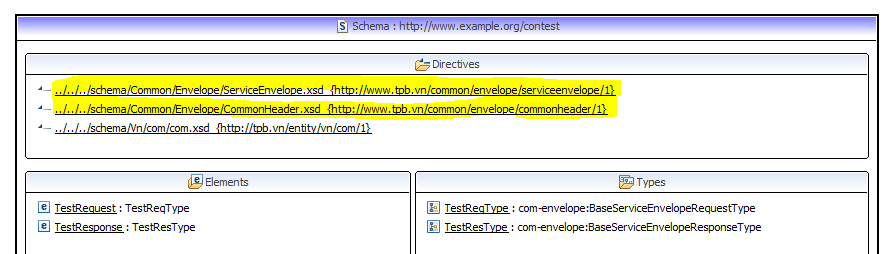 Schema : http://www.example.org/contest
Directives
../../../schema/Common/Envelope/ServiceEnvelope.xsd {http://www.tpb.vn/common/envelope/serviceenvelope/1}
../../../schema/Common/Envelope/CommonHeader.xsd {http://www.tpb.vn/common/envelope/commonheader/1}
../../../schema/Vn/com/com.xsd {http://tpb.vn/entity/vn/com/1}
Elements
TestRequest : TestReqType
TestResponse : TestResType
Types
TestReqType : com-envelope:BaseServiceEnvelopeRequestType
TestResType : com-envelope:BaseServiceEnvelopeResponseType